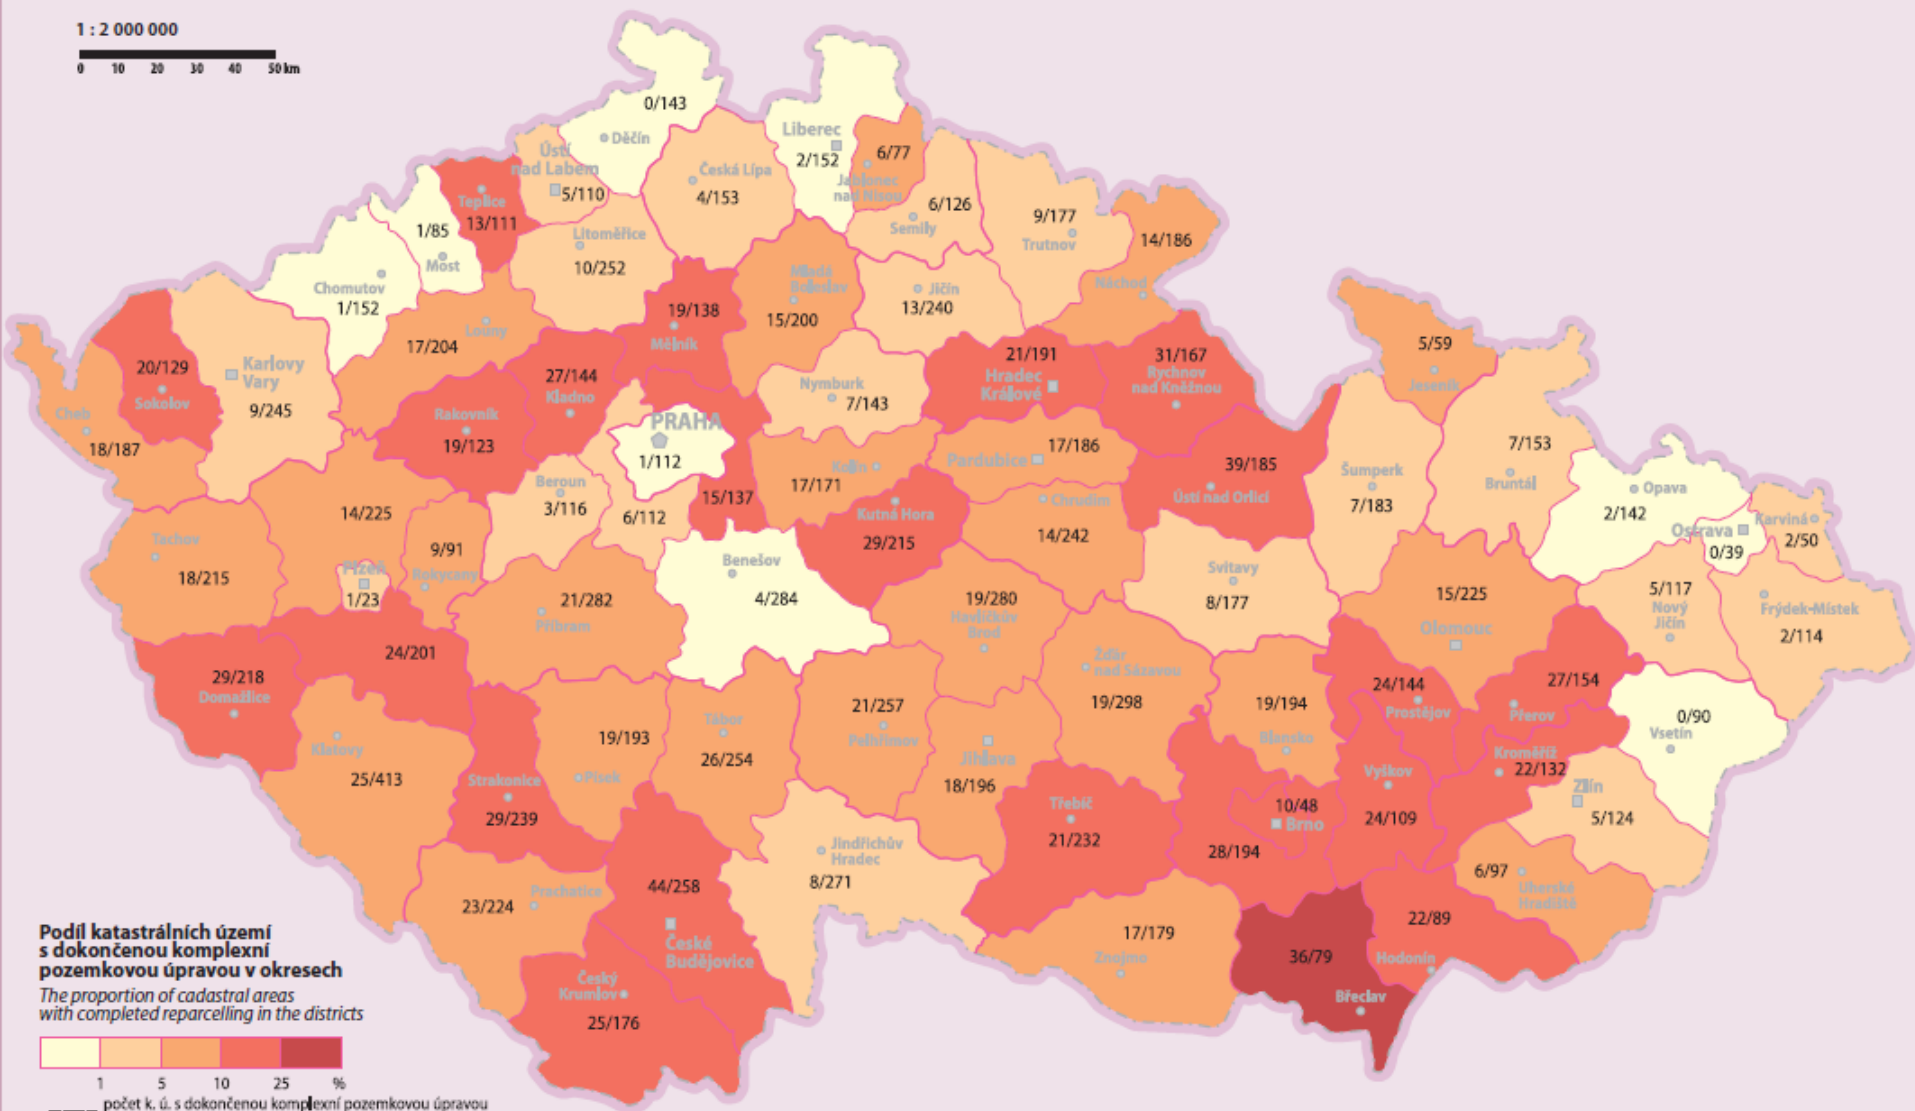 1 : 2 000 000
0 10 20 30 40 50 km
0/143
Děčín
Liberec
2/152
6/77
Jablonec
nad Nisou
Ústí
nad Labem
5/110
Česká Lípa
4/153
6/126
Semily
9/177
Trutnov
14/186
Náchod
Teplice
13/111
1/85
Most
Litoměřice
10/252
Chomutov
1/152
Mladá
Boleslav
15/200
Jičín
13/240
19/138
Mělník
Louny
17/204
20/129
Sokolov
Karlovy
Vary
9/245
Cheb
18/187
27/144
Kladno
Rakovník
19/123
Nymburk
7/143
21/191
Hradec
Králové
31/167
Rychnov
nad Kněžnou
5/59
Jeseník
PRAHA
1/112
Kolín
17/171
17/186
Pardubice
39/185
Ústí nad Orlicí
Šumperk
7/183
7/153
Bruntál
Opava
2/142
Ostrava
0/39
Karviná
2/50
Beroun
3/116
6/112
15/137
Kutná Hora
29/215
Chrudim
14/242
14/225
9/91
Rokycany
Tachov
18/215
Plzeň
1/23
Benešov
4/284
Svitavy
8/177
15/225
Olomouc
5/117
Nový
Jičín
Frýdek-Místek
2/114
21/282
Příbram
19/280
Havlíčkův
Brod
24/201
29/218
Domažlice
Žďár
nad Sázavou
19/298
19/194
Blansko
24/144
Prostějov
27/154
Přerov
0/90
Vsetín
Klatovy
25/413
19/193
Písek
Tábor
26/254
21/257
Pelhřimov
Jihlava
18/196
Strakonice
29/239
Kroměříž
22/132
Vyškov
24/109
Zlín
5/124
Třebíč
21/232
10/48
Brno
28/194
Jindřichův
Hradec
8/271
44/258
České
Budějovice
Prachatice
23/224
6/97
Uherské
Hradiště
22/89
Hodonín
17/179
Znojmo
36/79
Břeclav
Český
Krumlov
25/176
Podíl katastrálních území
s dokončenou komplexní
pozemkovou úpravou v okresech
The proportion of cadastral areas
with completed reparcelling in the districts
1 5 10 25 %
počet k. ú. s dokončenou komplexní pozemkovou úpravou